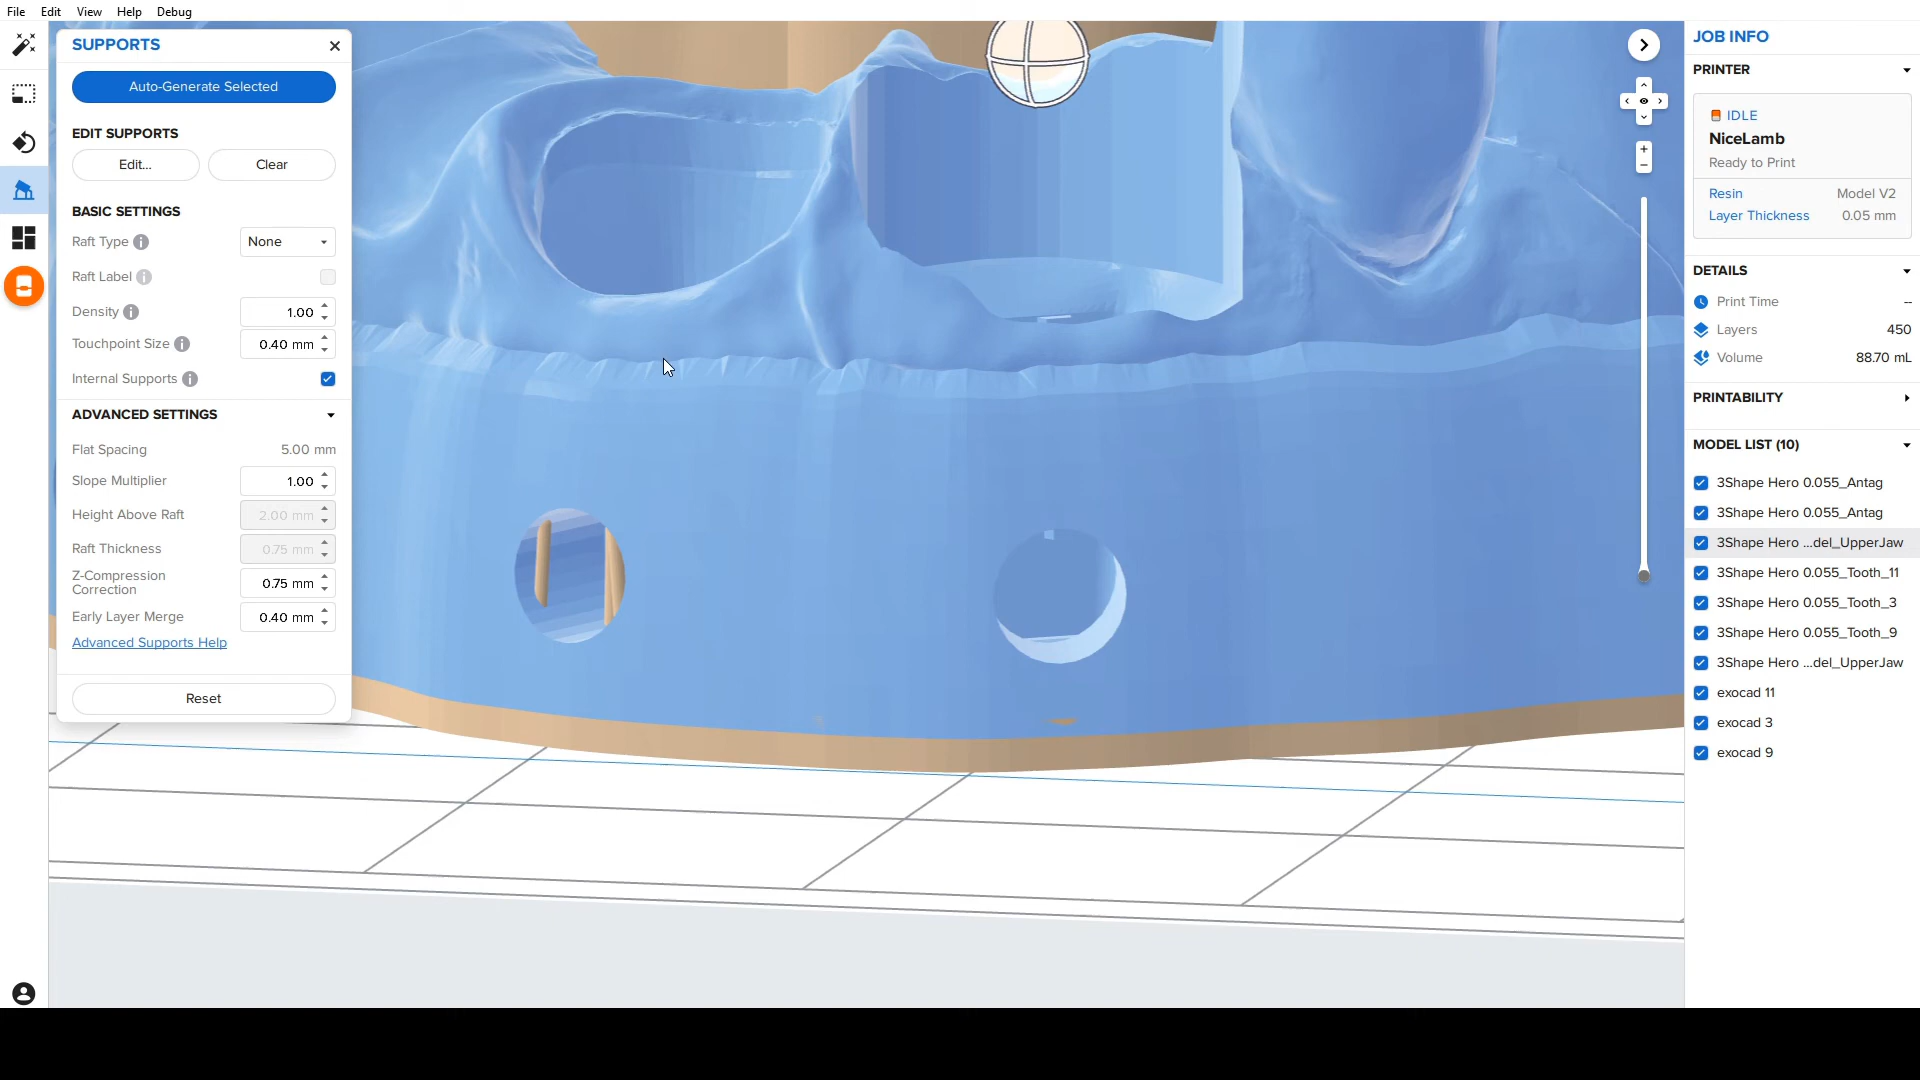 File Edit View Help Debug
SUPPORTS
Auto-Generate Selected
EDIT SUPPORTS
Edit... Clear
BASIC SETTINGS
Raft Type None
Raft Label
Density 1.00
Touchpoint Size 0.40 mm
Internal Supports
ADVANCED SETTINGS
Flat Spacing 5.00 mm
Slope Multiplier 1.00
Height Above Raft 2.00 mm
Raft Thickness 0.75 mm
Z-Compression
Correction 0.75 mm
Early Layer Merge 0.40 mm
Advanced Supports Help
Reset
JOB INFO
PRINTER
IDLE
NiceLamb
Ready to Print
Resin Model V2
Layer Thickness 0.05 mm
DETAILS
Print Time --
Layers 450
Volume 88.70 mL
PRINTABILITY
MODEL LIST (10)
3Shape Hero 0.055_Antag
3Shape Hero 0.055_Antag
3Shape Hero ...del_UpperJaw
3Shape Hero 0.055_Tooth_11
3Shape Hero 0.055_Tooth_3
3Shape Hero 0.055_Tooth_9
3Shape Hero ...del_UpperJaw
exocad 11
exocad 3
exocad 9